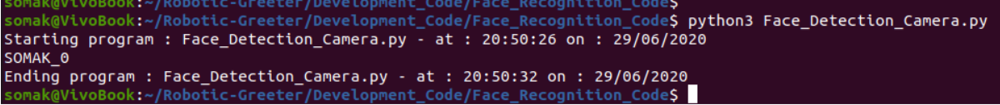 somak@VivoBook:~/Robotic-Greeter/Development_Code/Face_Recognition_Code$
somak@VivoBook:~/Robotic-Greeter/Development_Code/Face_Recognition_Code$ python3 Face_Detection_Camera.py
Starting program : Face_Detection_Camera.py - at : 20:50:26 on : 29/06/2020
SOMAK_0
Ending program : Face_Detection_Camera.py - at : 20:50:32 on : 29/06/2020
somak@VivoBook:~/Robotic-Greeter/Development_Code/Face_Recognition_Code$